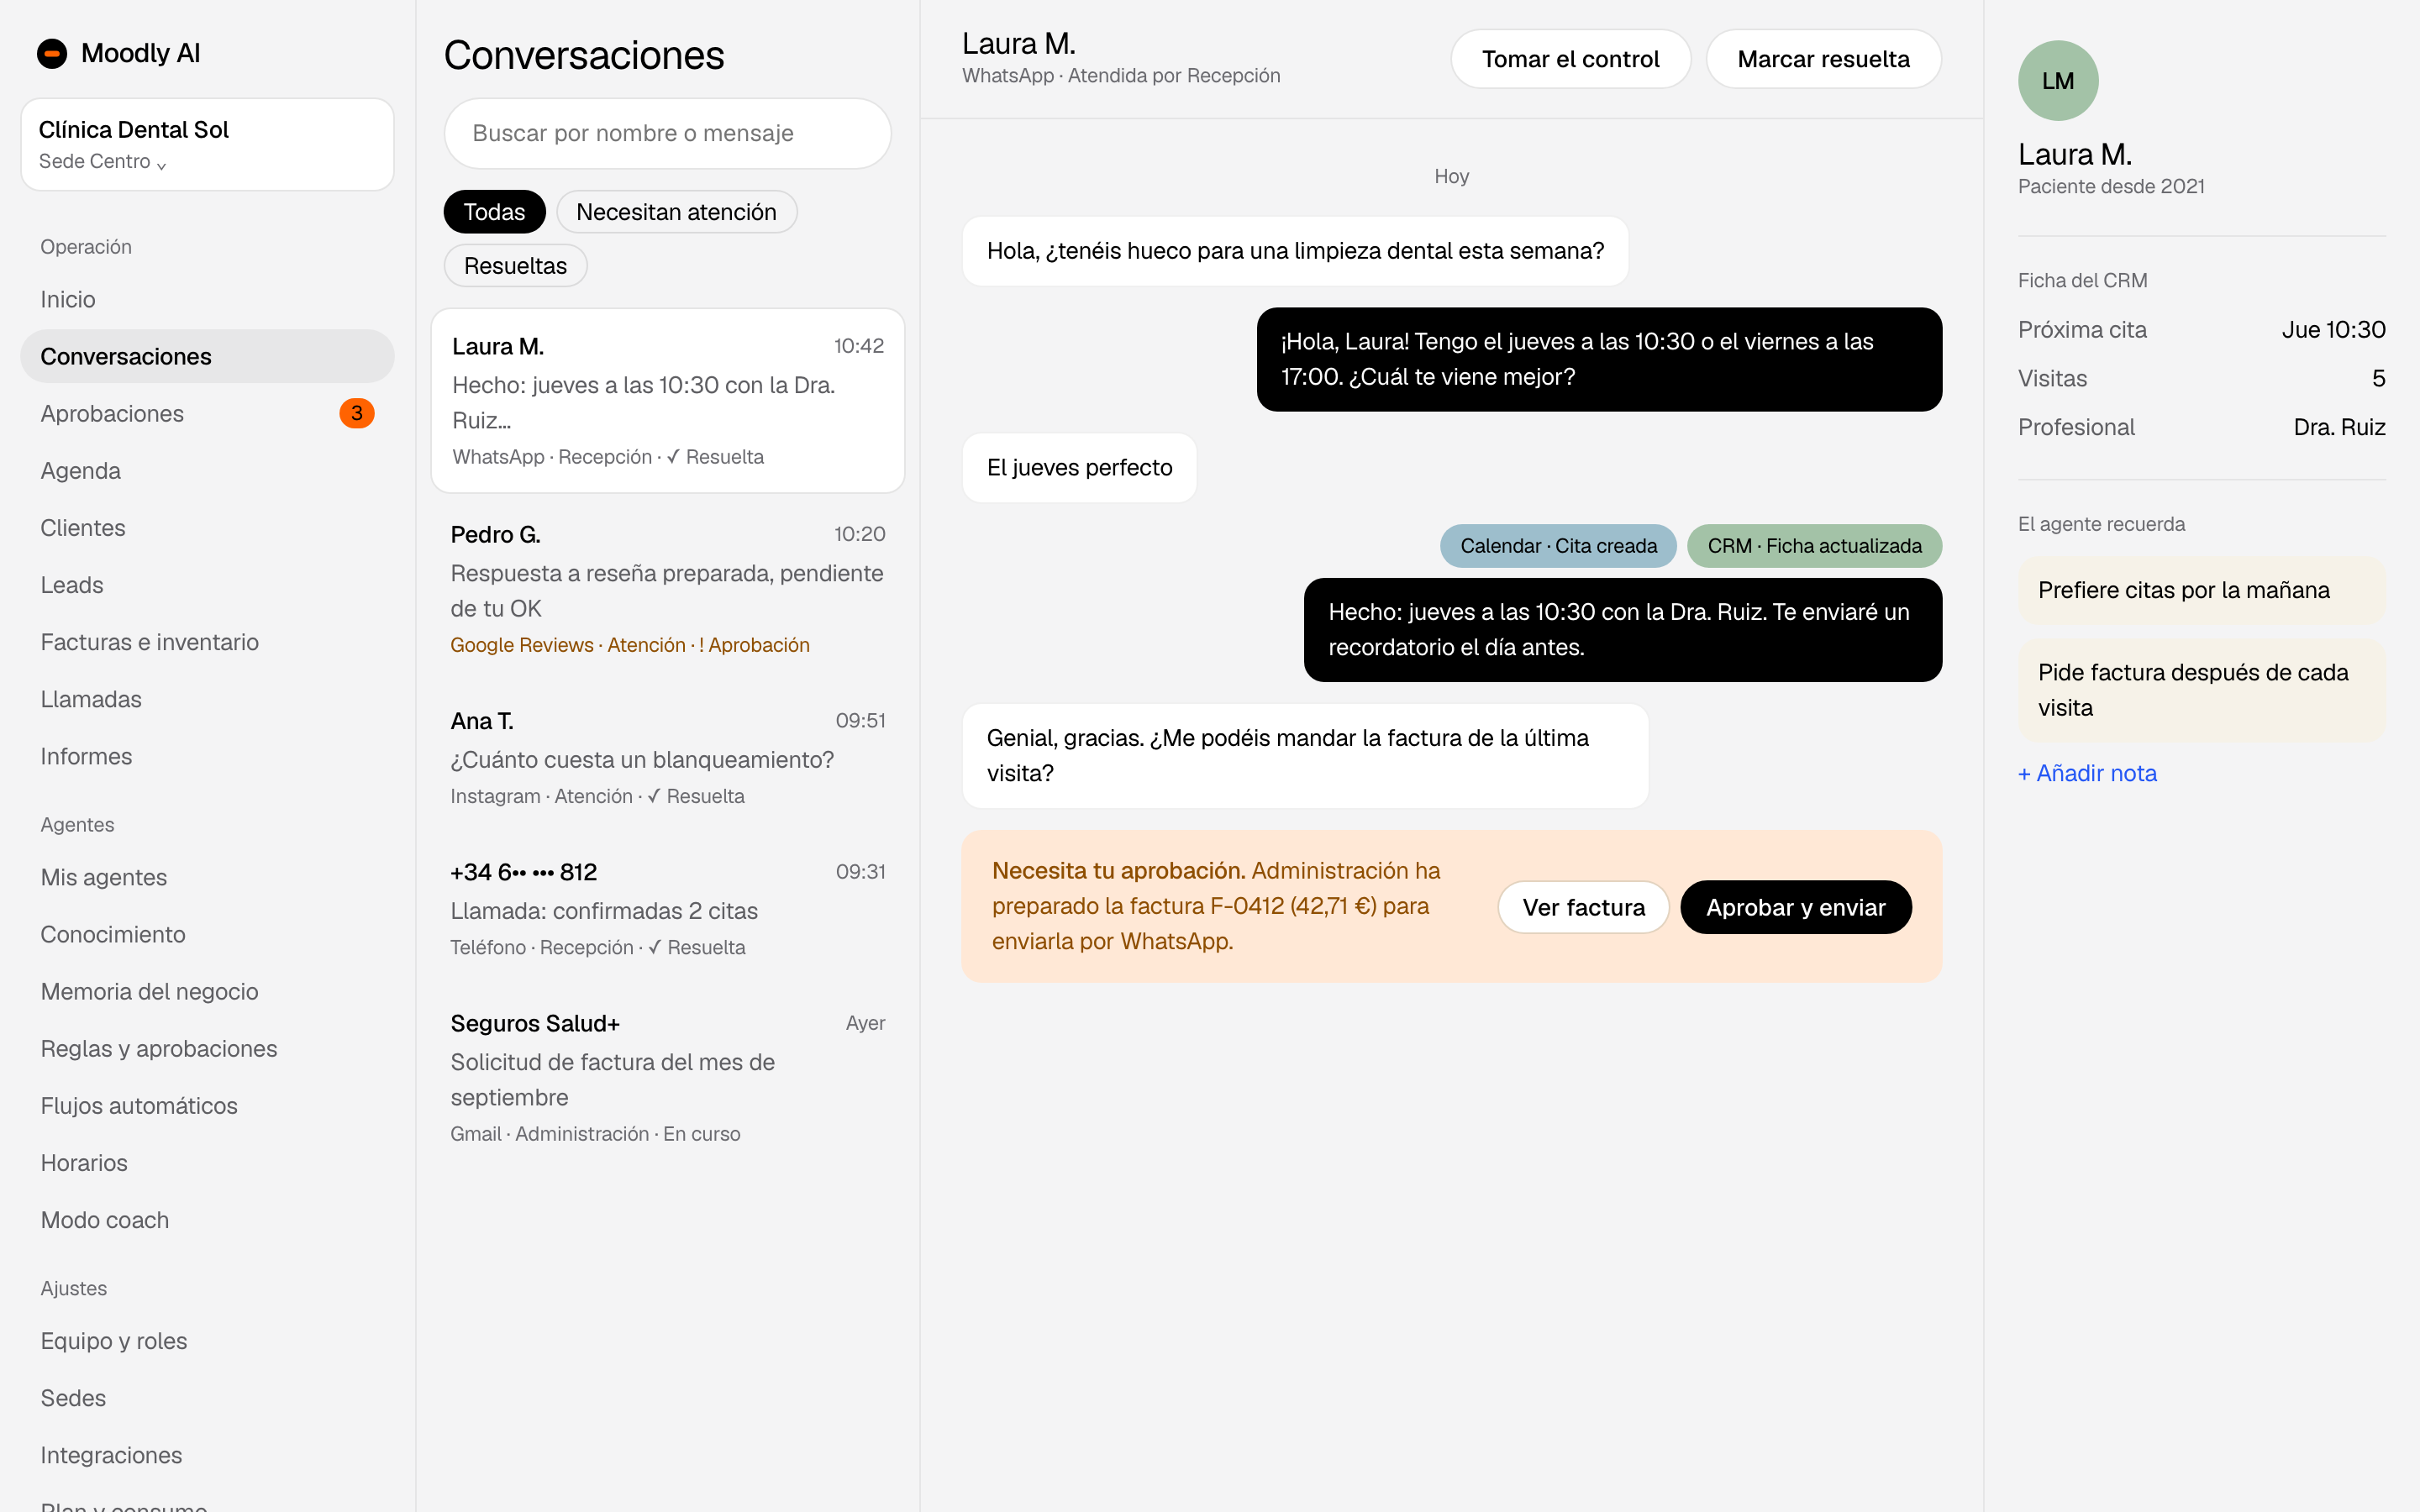 Moodly AI
Clínica Dental Sol
Sede Centro
Operación
Inicio
Conversaciones
Aprobaciones 3
Agenda
Clientes
Leads
Facturas e inventario
Llamadas
Informes
Agentes
Mis agentes
Conocimiento
Memoria del negocio
Reglas y aprobaciones
Flujos automáticos
Horarios
Modo coach
Ajustes
Equipo y roles
Sedes
Integraciones
Plan y consumo
Conversaciones
Buscar por nombre o mensaje
Todas Necesitan atención
Resueltas
Laura M. 10:42
Hecho: jueves a las 10:30 con la Dra.
Ruiz…
WhatsApp · Recepción · ✓ Resuelta
Pedro G. 10:20
Respuesta a reseña preparada, pendiente
de tu OK
Google Reviews · Atención · ! Aprobación
Ana T. 09:51
¿Cuánto cuesta un blanqueamiento?
Instagram · Atención · ✓ Resuelta
+34 6•• ••• 812 09:31
Llamada: confirmadas 2 citas
Teléfono · Recepción · ✓ Resuelta
Seguros Salud+ Ayer
Solicitud de factura del mes de
septiembre
Gmail · Administración · En curso
Laura M.
WhatsApp · Atendida por Recepción
Tomar el control Marcar resuelta
Hoy
Hola, ¿tenéis hueco para una limpieza dental esta semana?
¡Hola, Laura! Tengo el jueves a las 10:30 o el viernes a las
17:00. ¿Cuál te viene mejor?
El jueves perfecto
Calendar · Cita creada CRM · Ficha actualizada
Hecho: jueves a las 10:30 con la Dra. Ruiz. Te enviaré un
recordatorio el día antes.
Genial, gracias. ¿Me podéis mandar la factura de la última
visita?
Necesita tu aprobación. Administración ha
preparado la factura F-0412 (42,71 €) para
enviarla por WhatsApp.
Ver factura Aprobar y enviar
LM
Laura M.
Paciente desde 2021
Ficha del CRM
Próxima cita Jue 10:30
Visitas 5
Profesional Dra. Ruiz
El agente recuerda
Prefiere citas por la mañana
Pide factura después de cada
visita
+ Añadir nota